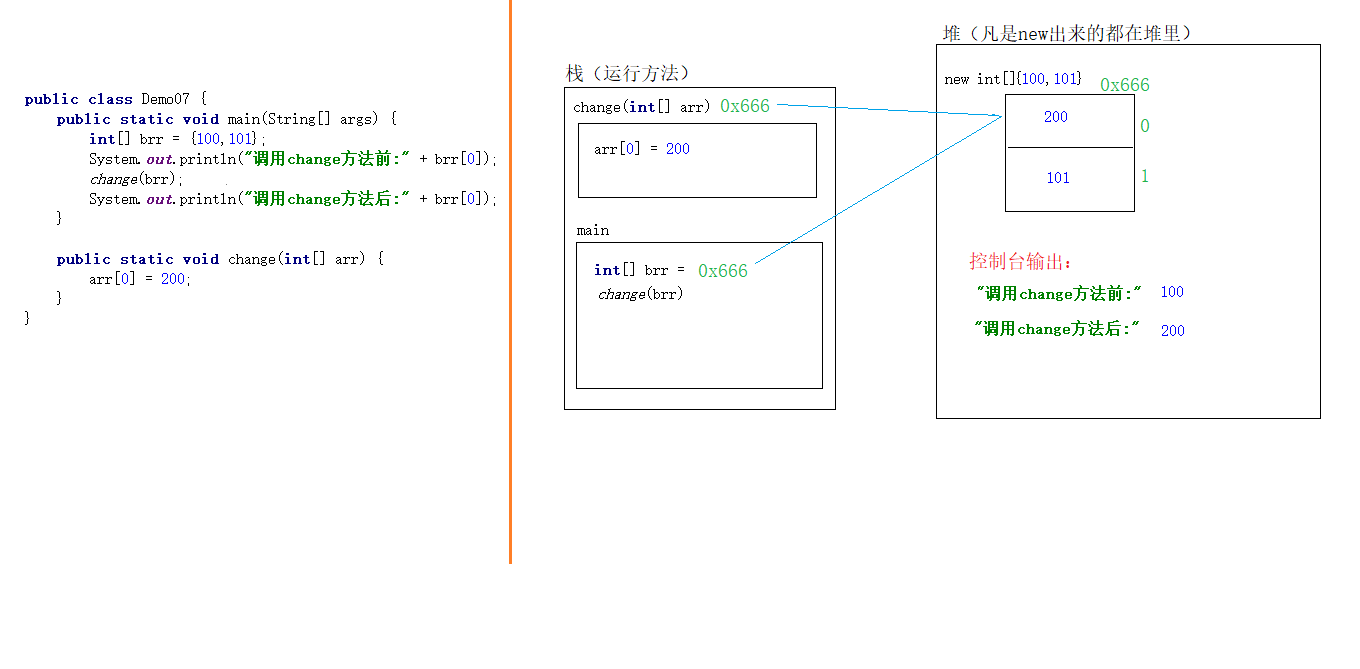 public class Demo07 {
public static void main(String[] args) {
int[] brr = {100,101};
System.out.println("调用change方法前:" + brr[0]);
change(brr);
System.out.println("调用change方法后:" + brr[0]);
}
public static void change(int[] arr) {
arr[0] = 200;
}
}
栈（运行方法）
change(int[] arr) 0x666
arr[0] = 200
main
int[] brr = 0x666
change(brr)
堆（凡是new出来的都在堆里）
new int[]{100,101} 0x666
200 0
101 1
控制台输出:
"调用change方法前:" 100
"调用change方法后:" 200